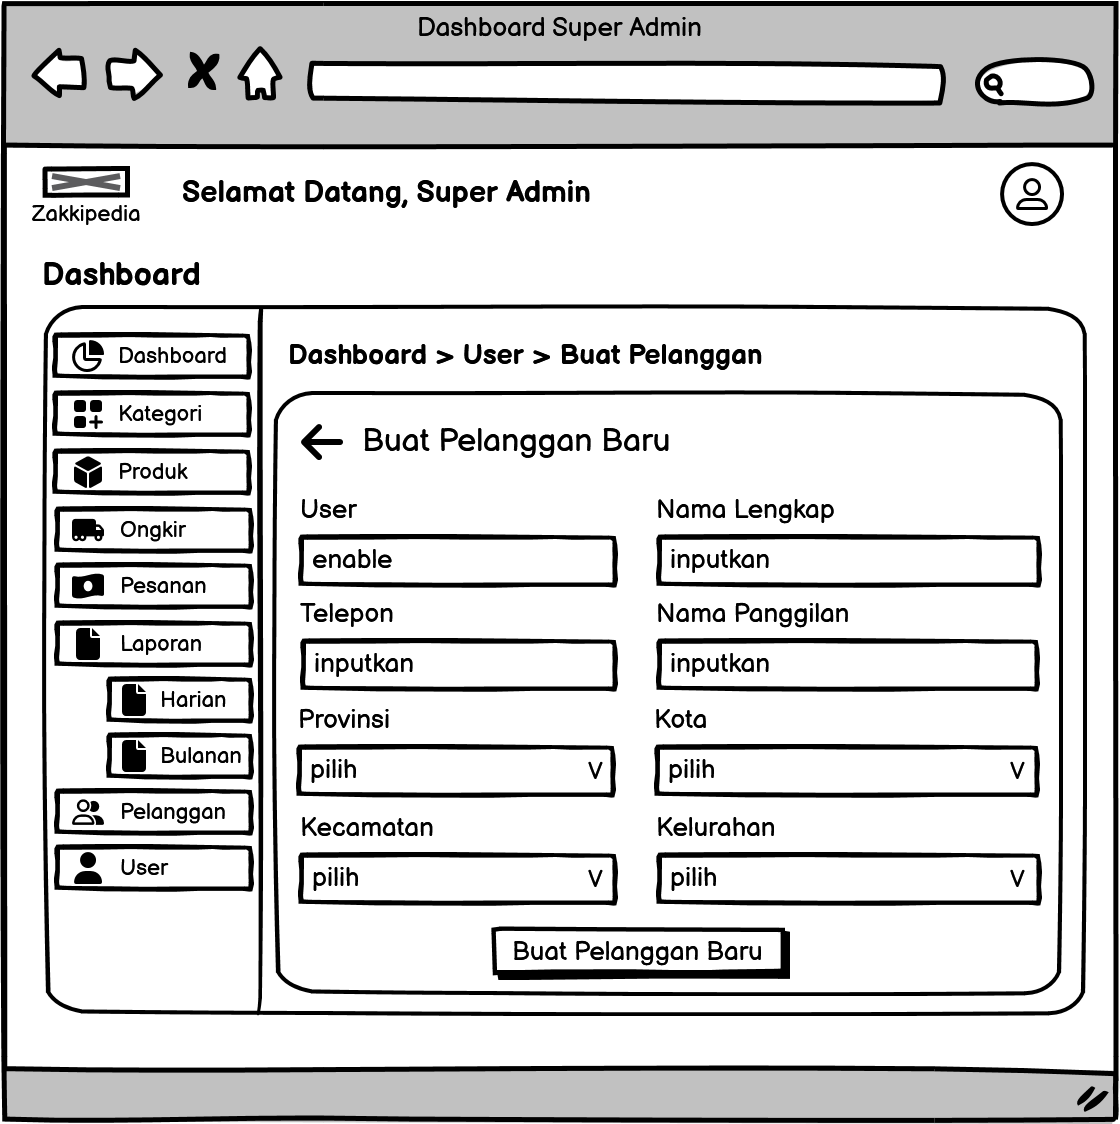 Dashboard Super Admin
Zakkipedia
Selamat Datang, Super Admin
Dashboard
Dashboard
Kategori
Produk
Ongkir
Pesanan
Laporan
Harian
Bulanan
Pelanggan
User
Dashboard > User > Buat Pelanggan
Buat Pelanggan Baru
User
Nama Lengkap
enable
inputkan
Telepon
Nama Panggilan
inputkan
inputkan
Provinsi
Kota
pilih V
pilih V
Kecamatan
Kelurahan
pilih V
pilih V
Buat Pelanggan Baru